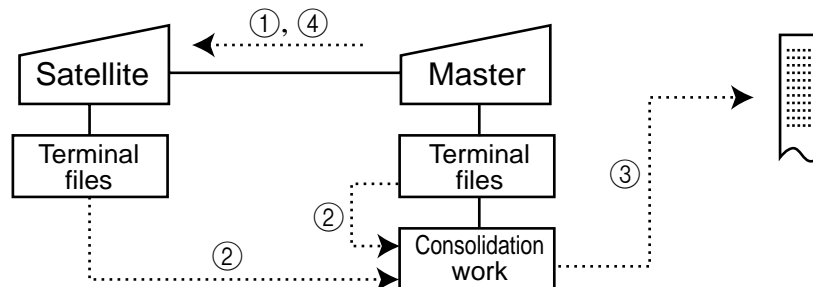 ①, ④
Satellite
Master
Terminal
files
Terminal
files
③
②
Consolidation
work
②